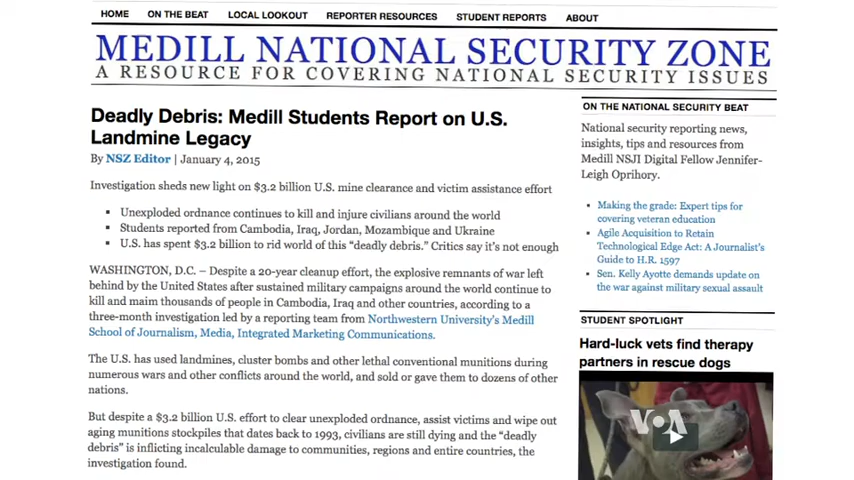 HOME ON THE BEAT LOCAL LOOKOUT REPORTER RESOURCES STUDENT REPORTS ABOUT
MEDILL NATIONAL SECURITY ZONE
A RESOURCE FOR COVERING NATIONAL SECURITY ISSUES
Deadly Debris: Medill Students Report on U.S.
Landmine Legacy
By NSZ Editor | January 4, 2015
Investigation sheds new light on $3.2 billion U.S. mine clearance and victim assistance effort
Unexploded ordnance continues to kill and injure civilians around the world
Students reported from Cambodia, Iraq, Jordan, Mozambique and Ukraine
U.S. has spent $3.2 billion to rid world of this “deadly debris.” Critics say it’s not enough
WASHINGTON, D.C. – Despite a 20-year cleanup effort, the explosive remnants of war left
behind by the United States after sustained military campaigns around the world continue to
kill and maim thousands of people in Cambodia, Iraq and other countries, according to a
three-month investigation led by a reporting team from Northwestern University’s Medill
School of Journalism, Media, Integrated Marketing Communications.
The U.S. has used landmines, cluster bombs and other lethal conventional munitions during
numerous wars and other conflicts around the world, and sold or gave them to dozens of other
nations.
But despite a $3.2 billion U.S. effort to clear unexploded ordnance, assist victims and wipe out
aging munitions stockpiles that dates back to 1993, civilians are still dying and the “deadly
debris” is inflicting incalculable damage to communities, regions and entire countries, the
investigation found.
ON THE NATIONAL SECURITY BEAT
National security reporting news,
insights, tips and resources from
Medill NSJI Digital Fellow Jennifer-
Leigh Oprihory.
Making the grade: Expert tips for
covering veteran education
Agile Acquisition to Retain
Technological Edge Act: A Journalist’s
Guide to H.R. 1597
Sen. Kelly Ayotte demands update on
the war against military sexual assault
STUDENT SPOTLIGHT
Hard-luck vets find therapy
partners in rescue dogs
VOA